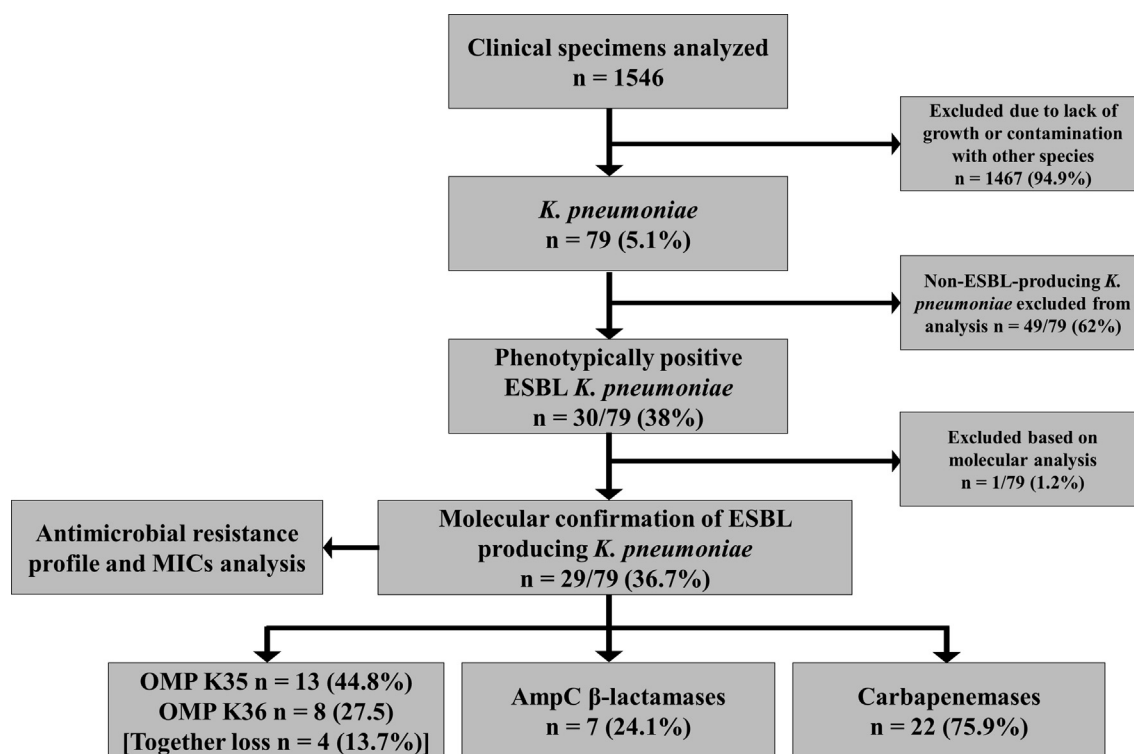 Clinical specimens analyzed
n = 1546
Excluded due to lack of
growth or contamination
with other species
n = 1467 (94.9%)
K. pneumoniae
n = 79 (5.1%)
Non-ESBL-producing K.
pneumoniae excluded from
analysis n = 49/79 (62%)
Phenotypically positive
ESBL K. pneumoniae
n = 30/79 (38%)
Excluded based on
molecular analysis
n = 1/79 (1.2%)
Antimicrobial resistance
profile and MICs analysis
Molecular confirmation of ESBL
producing K. pneumoniae
n = 29/79 (36.7%)
OMP K35 n = 13 (44.8%)
OMP K36 n = 8 (27.5)
[Together loss n = 4 (13.7%)]
AmpC β-lactamases
n = 7 (24.1%)
Carbapenemases
n = 22 (75.9%)